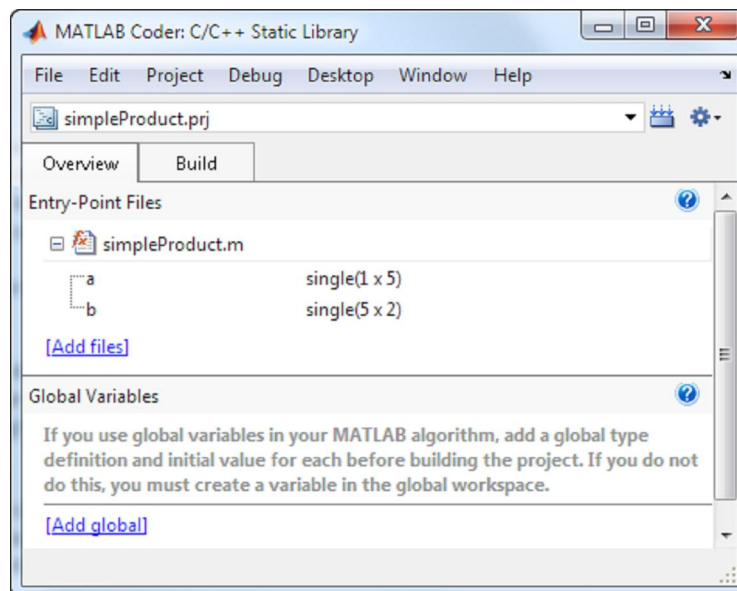 MATLAB Coder: C/C++ Static Library
File Edit Project Debug Desktop Window Help
simpleProduct.prj
Overview Build
Entry-Point Files
simpleProduct.m
a single(1 x 5)
b single(5 x 2)
[Add files]
Global Variables
If you use global variables in your MATLAB algorithm, add a global type
definition and initial value for each before building the project. If you do not
do this, you must create a variable in the global workspace.
[Add global]